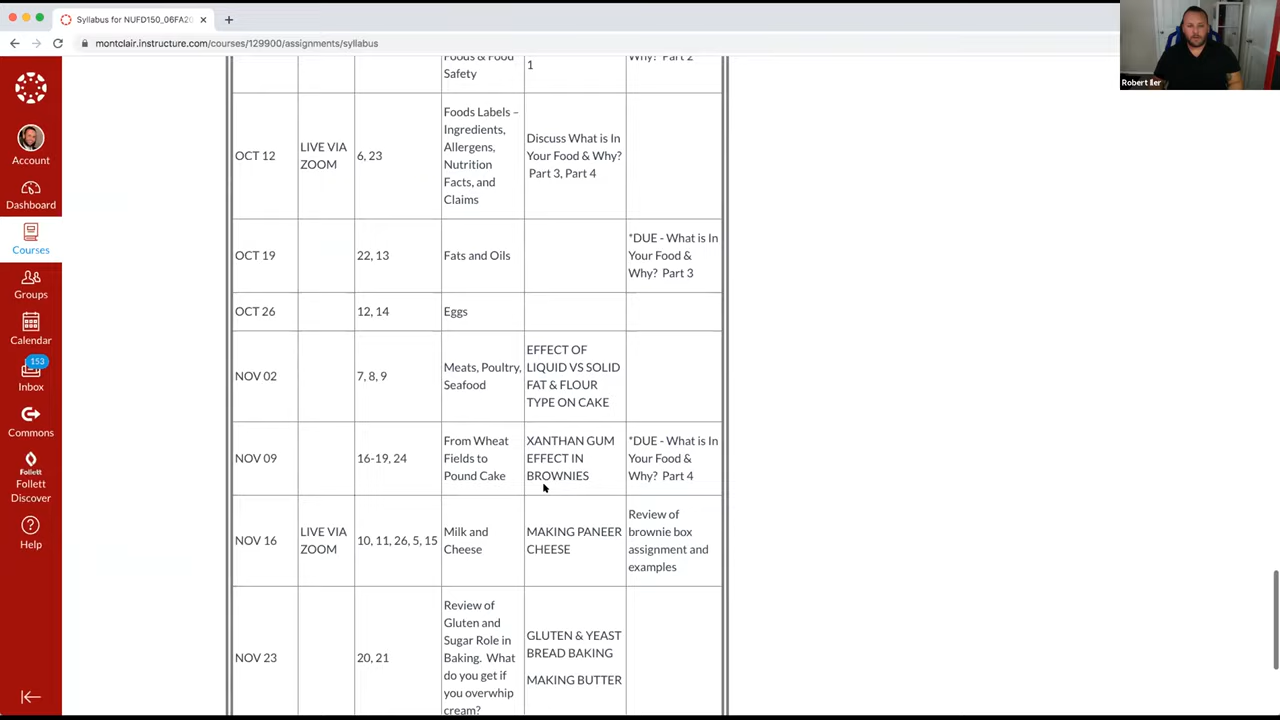 Syllabus for NUFD150_06FA20
montclair.instructure.com/courses/129900/assignments/syllabus
Robert Iler
Account
Dashboard
Courses
Groups
Calendar
153
Inbox
Commons
Follett
Follett
Discover
Help
Foods & Food
Safety
1
Why? Part 2
OCT 12
LIVE VIA
ZOOM
6, 23
Foods Labels –
Ingredients,
Allergens,
Nutrition
Facts, and
Claims
Discuss What is In
Your Food & Why?
Part 3, Part 4
OCT 19
22, 13
Fats and Oils
*DUE - What is In
Your Food &
Why? Part 3
OCT 26
12, 14
Eggs
NOV 02
7, 8, 9
Meats, Poultry,
Seafood
EFFECT OF
LIQUID VS SOLID
FAT & FLOUR
TYPE ON CAKE
NOV 09
16-19, 24
From Wheat
Fields to
Pound Cake
XANTHAN GUM
EFFECT IN
BROWNIES
*DUE - What is In
Your Food &
Why? Part 4
NOV 16
LIVE VIA
ZOOM
10, 11, 26, 5, 15
Milk and
Cheese
MAKING PANEER
CHEESE
Review of
brownie box
assignment and
examples
NOV 23
20, 21
Review of
Gluten and
Sugar Role in
Baking. What
do you get if
you overwhip
cream?
GLUTEN & YEAST
BREAD BAKING
MAKING BUTTER